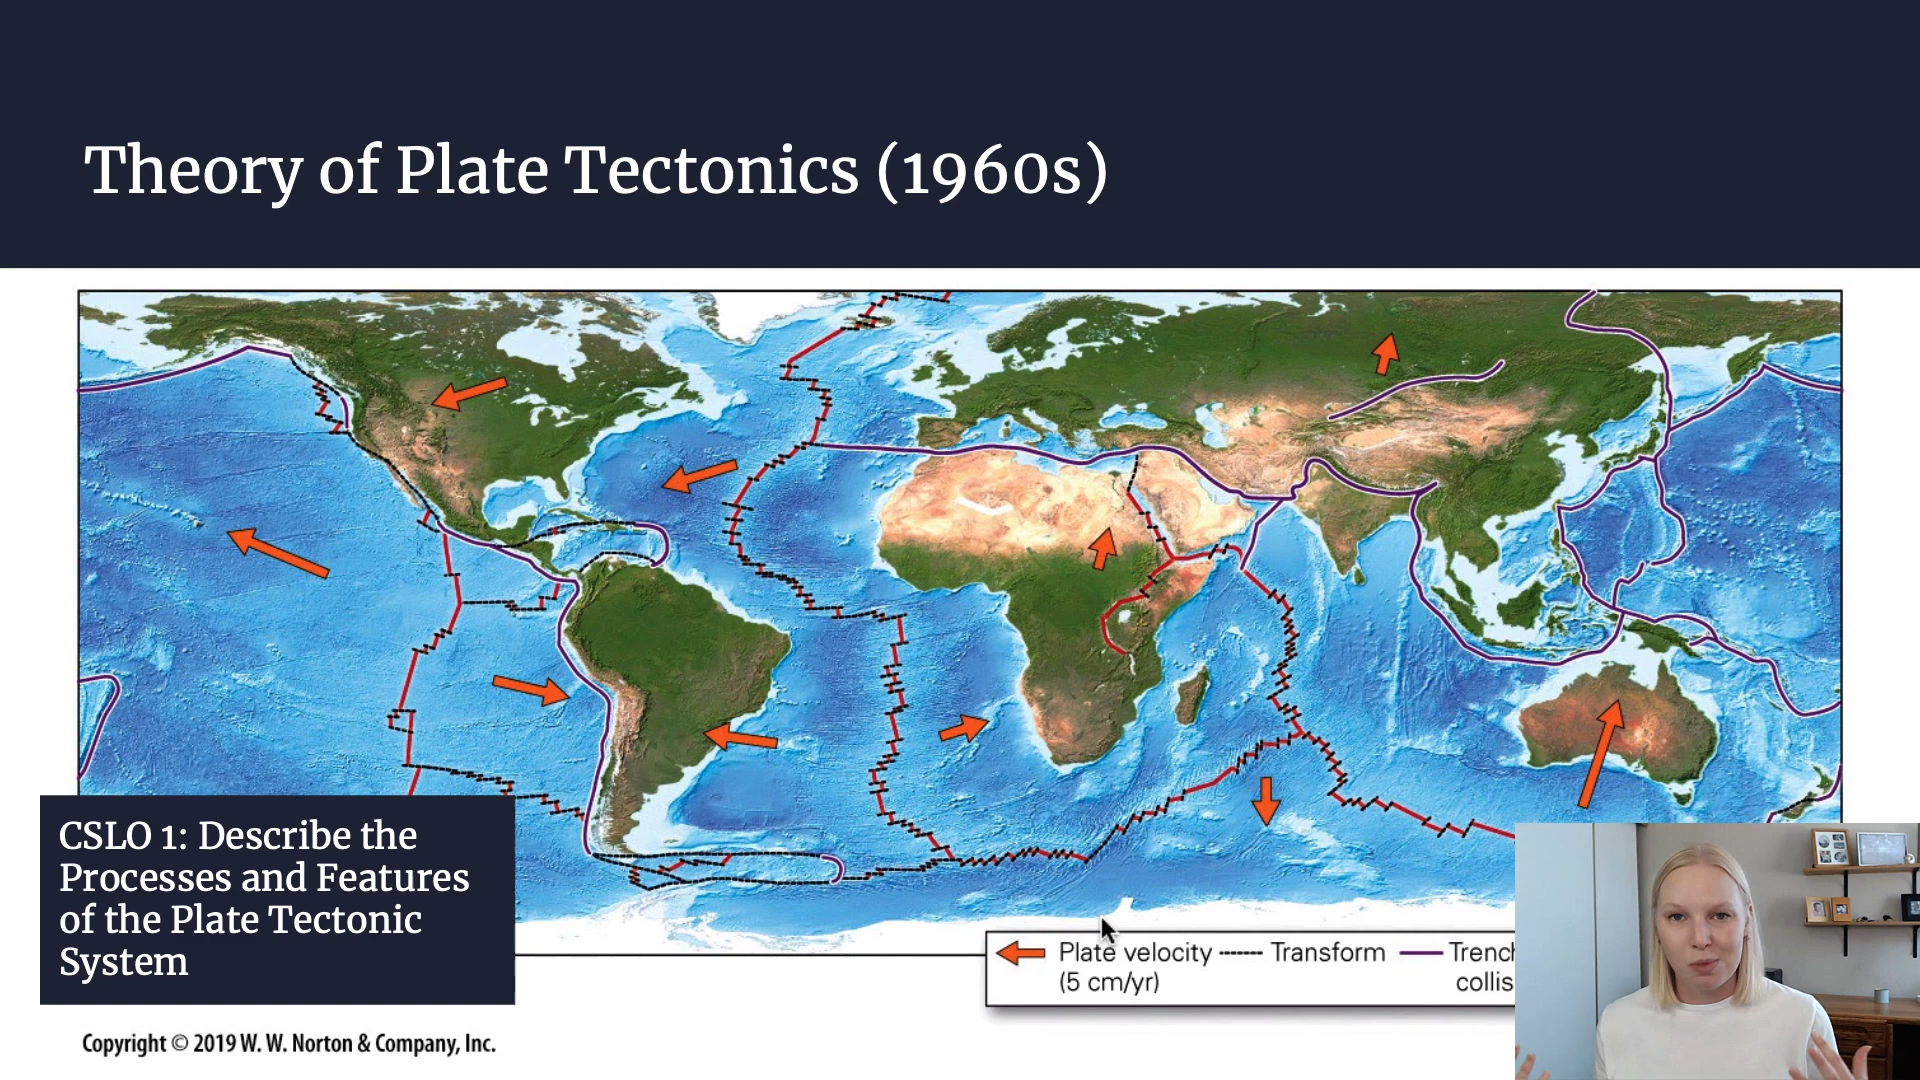 Theory of Plate Tectonics (1960s)
CSLO 1: Describe the
Processes and Features
of the Plate Tectonic
System
Plate velocity
(5 cm/yr)
Transform
Trench
collis
Copyright © 2019 W. W. Norton & Company, Inc.